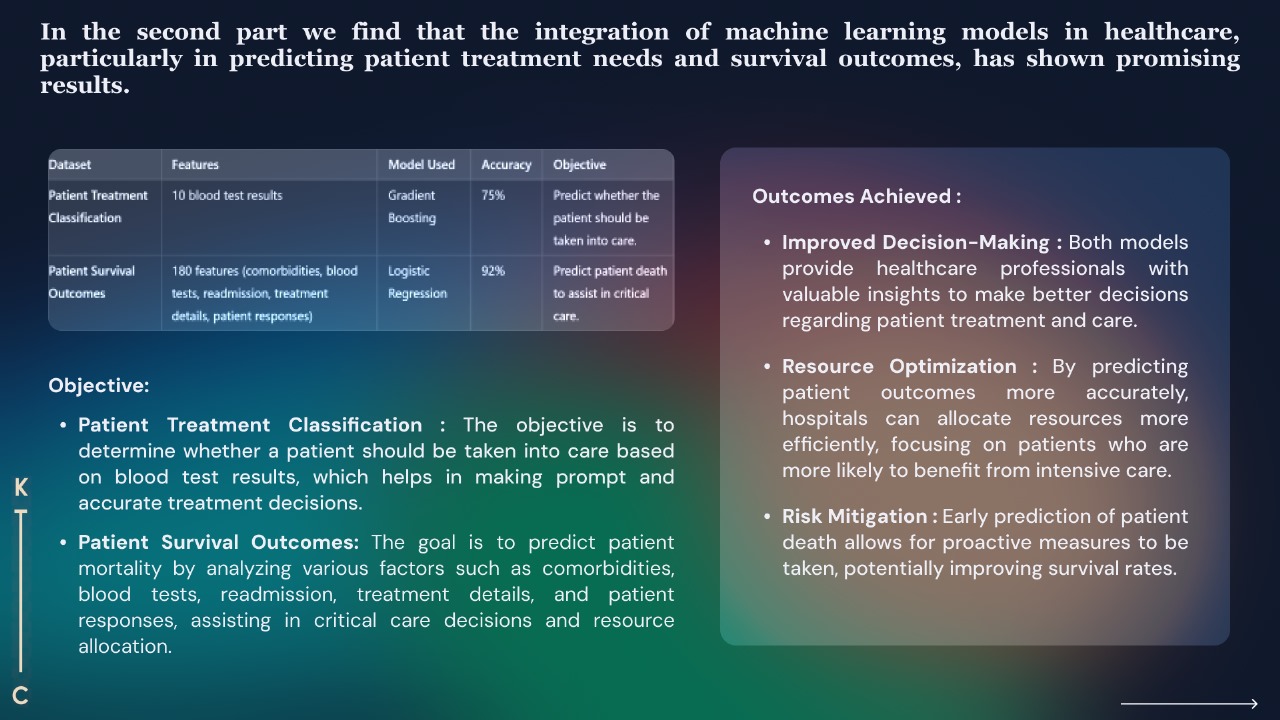 In the second part we find that the integration of machine learning models in healthcare,
particularly in predicting patient treatment needs and survival outcomes, has shown promising
results.
Dataset Features Model Used Accuracy Objective
Patient Treatment Classification 10 blood test results Gradient Boosting 75% Predict whether the patient should be taken into care.
Patient Survival Outcomes 180 features (comorbidities, blood tests, readmission, treatment details, patient responses) Logistic Regression 92% Predict patient death to assist in critical care.
Objective:
• Patient Treatment Classification : The objective is to
determine whether a patient should be taken into care based
on blood test results, which helps in making prompt and
accurate treatment decisions.
• Patient Survival Outcomes: The goal is to predict patient
mortality by analyzing various factors such as comorbidities,
blood tests, readmission, treatment details, and patient
responses, assisting in critical care decisions and resource
allocation.
Outcomes Achieved :
• Improved Decision-Making : Both models
provide healthcare professionals with
valuable insights to make better decisions
regarding patient treatment and care.
• Resource Optimization : By predicting
patient outcomes more accurately,
hospitals can allocate resources more
efficiently, focusing on patients who are
more likely to benefit from intensive care.
• Risk Mitigation : Early prediction of patient
death allows for proactive measures to be
taken, potentially improving survival rates.
K
C